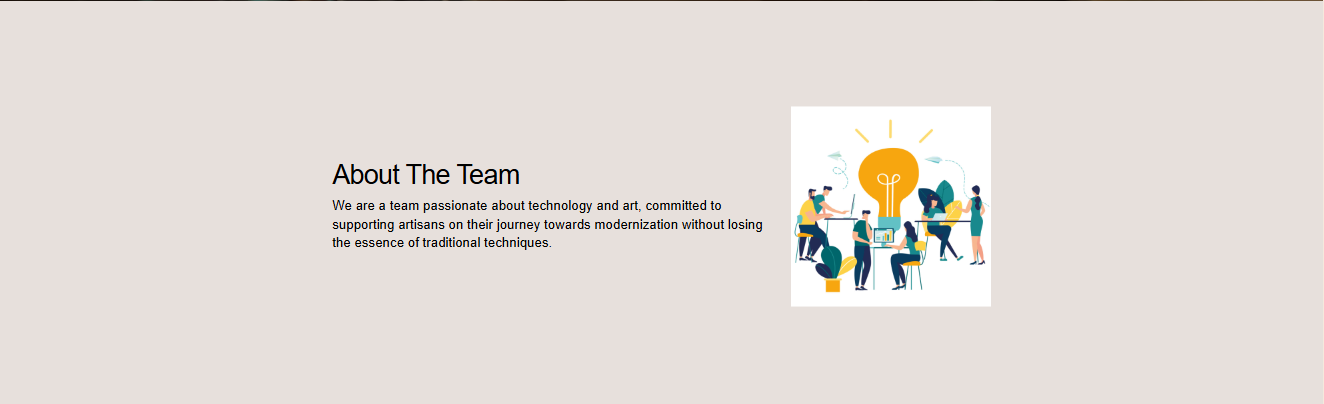 About The Team
We are a team passionate about technology and art, committed to
supporting artisans on their journey towards modernization without losing
the essence of traditional techniques.